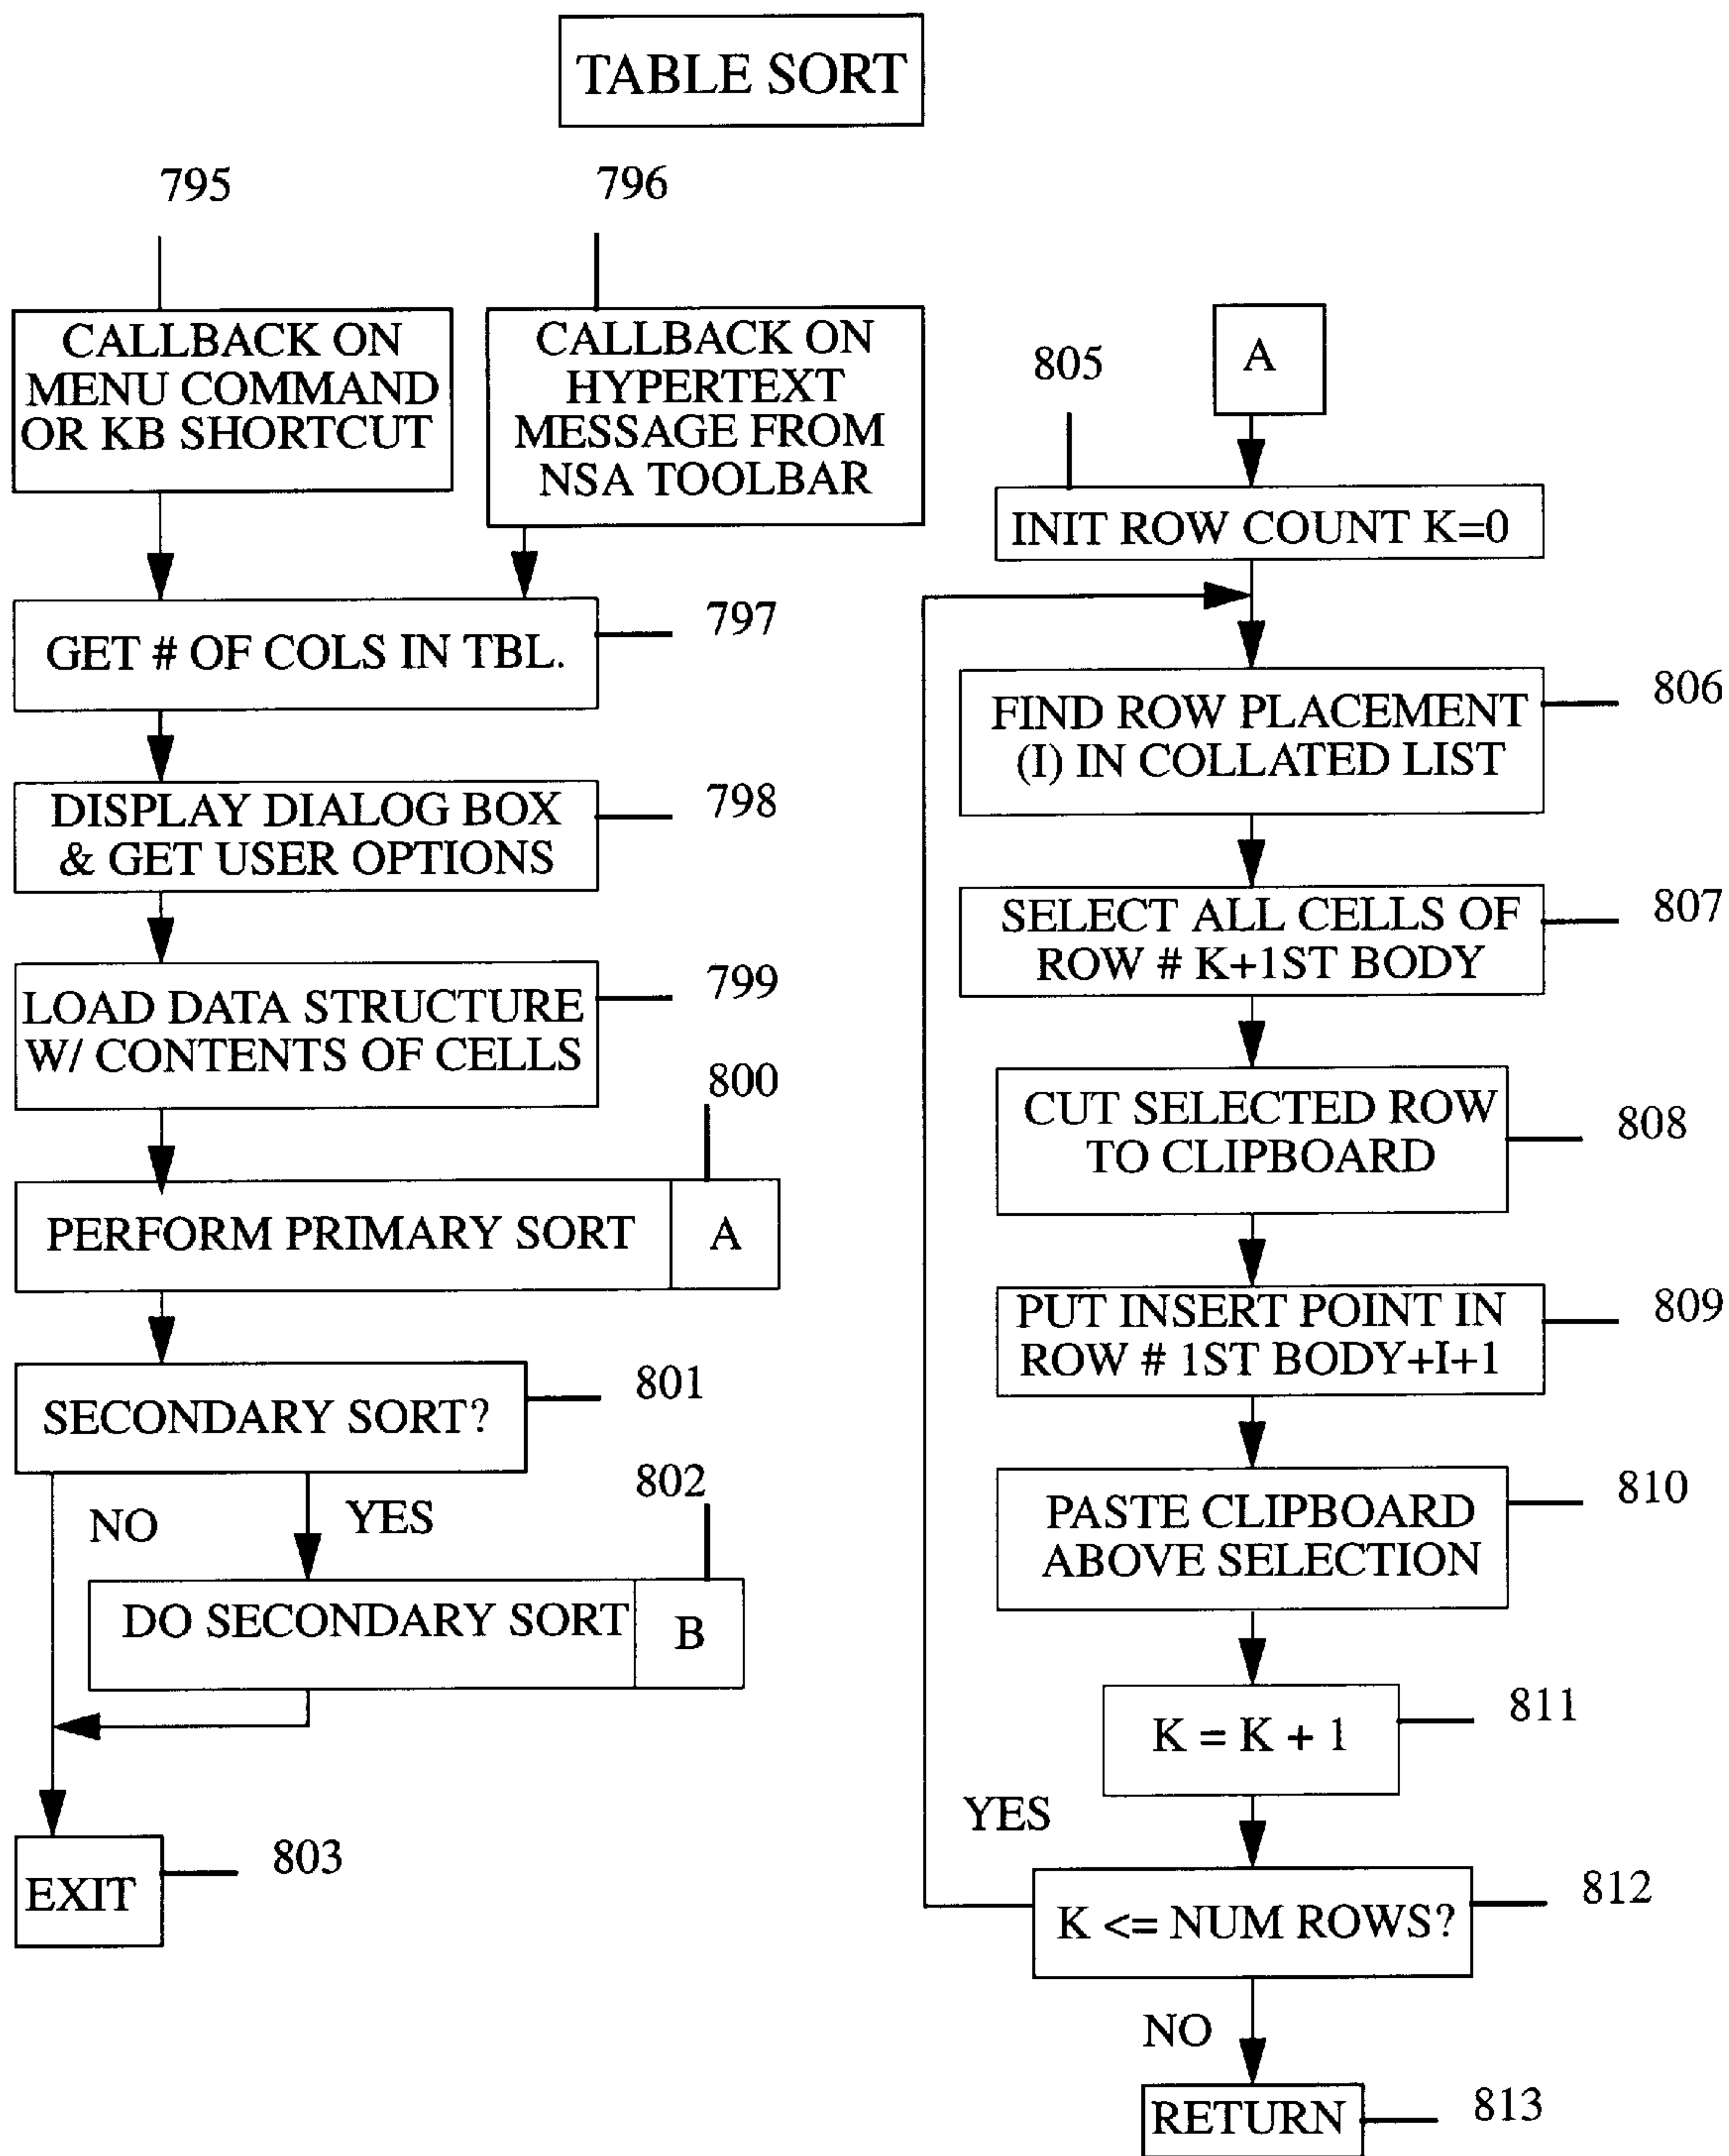 TABLE SORT
795
796
CALLBACK ON
MENU COMMAND
OR KB SHORTCUT
CALLBACK ON
HYPERTEXT
MESSAGE FROM
NSA TOOLBAR
GET # OF COLS IN TBL.
797
DISPLAY DIALOG BOX
& GET USER OPTIONS
798
LOAD DATA STRUCTURE
W/ CONTENTS OF CELLS
799
800
PERFORM PRIMARY SORT
A
SECONDARY SORT?
801
NO
YES
802
DO SECONDARY SORT
B
EXIT
803
A
805
INIT ROW COUNT K=0
FIND ROW PLACEMENT
(I) IN COLLATED LIST
806
SELECT ALL CELLS OF
ROW # K+1ST BODY
807
CUT SELECTED ROW
TO CLIPBOARD
808
PUT INSERT POINT IN
ROW # 1ST BODY+I+1
809
PASTE CLIPBOARD
ABOVE SELECTION
810
K = K + 1
811
YES
K <= NUM ROWS?
812
NO
RETURN
813